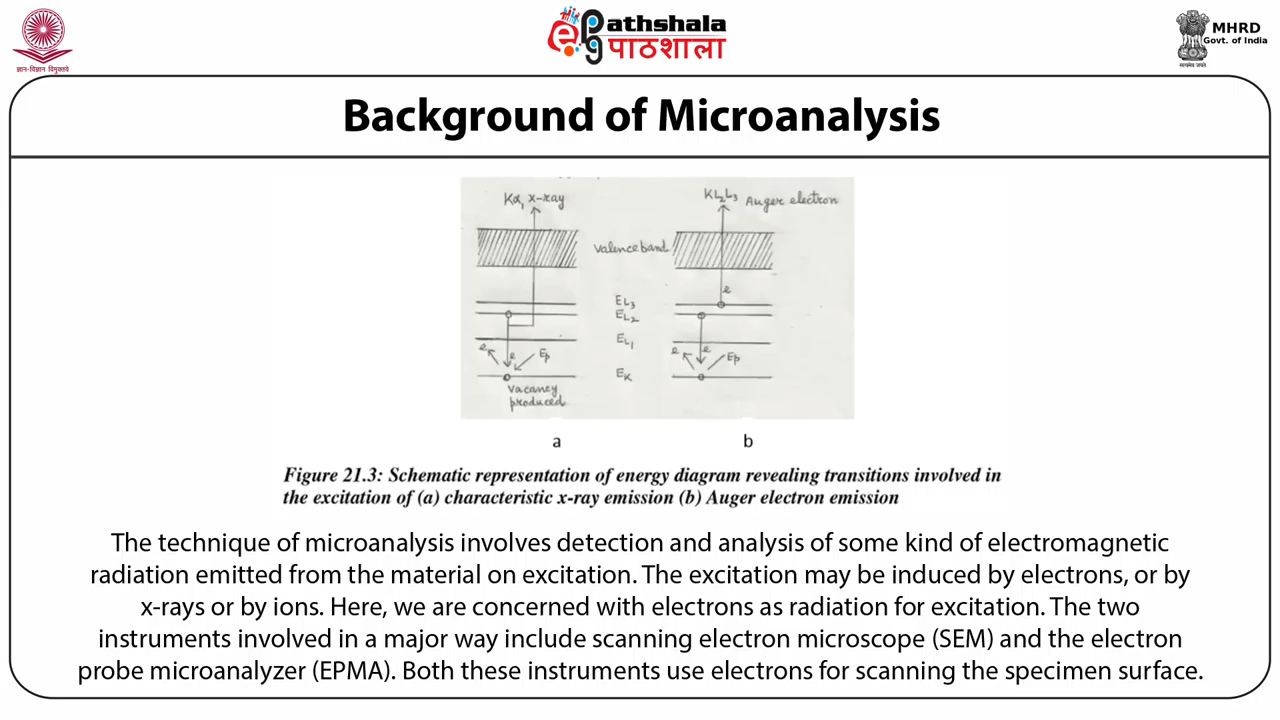 ज्ञान-विज्ञान विमुक्तये
ePathshala
पाठशाला
MHRD
Govt. of India
सत्यमेव जयते
Background of Microanalysis
Kα₁ x-ray
KL₂L₃ Auger electron
Valence band
e
EL₃
EL₂
EL₁
e
e
Ep
e
e
Ep
EK
vacancy
produced
a
b
Figure 21.3: Schematic representation of energy diagram revealing transitions involved in
the excitation of (a) characteristic x-ray emission (b) Auger electron emission
The technique of microanalysis involves detection and analysis of some kind of electromagnetic
radiation emitted from the material on excitation. The excitation may be induced by electrons, or by
x-rays or by ions. Here, we are concerned with electrons as radiation for excitation. The two
instruments involved in a major way include scanning electron microscope (SEM) and the electron
probe microanalyzer (EPMA). Both these instruments use electrons for scanning the specimen surface.